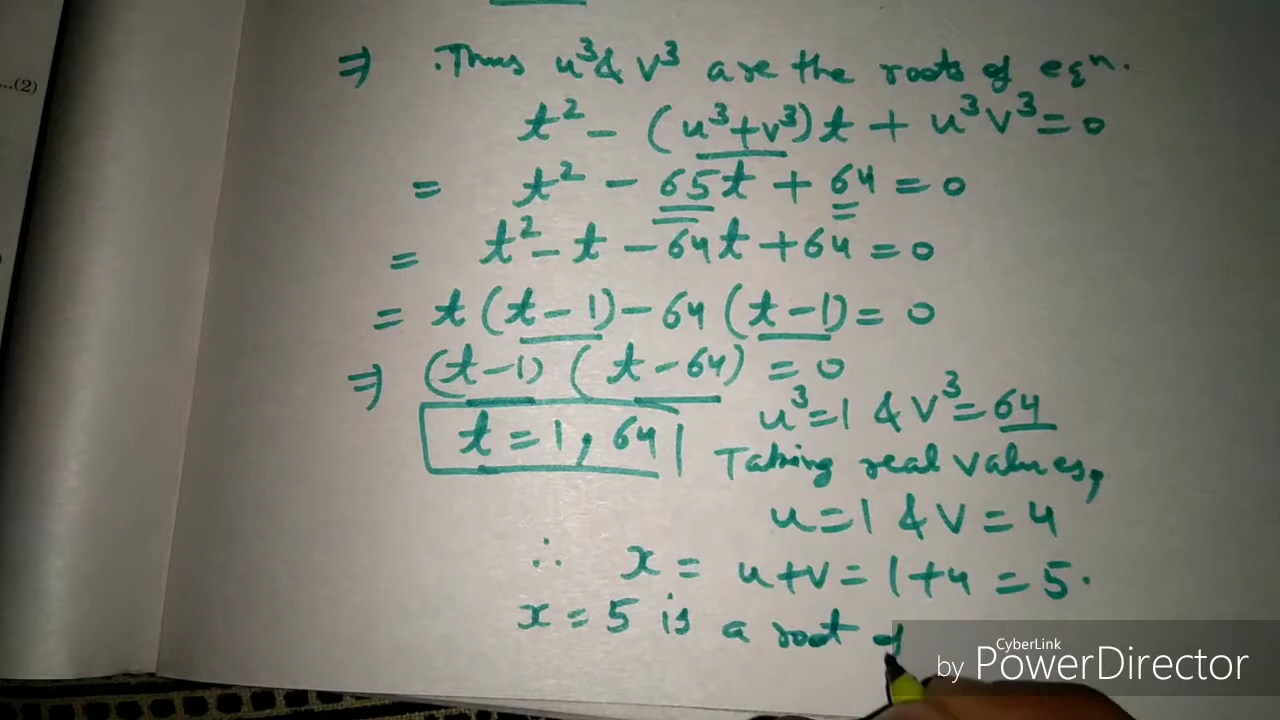 ...(2)
⇒ .Thus u³ & v³ are the roots of eqⁿ.
t² - (u³+v³)t + u³v³ = 0
= t² - 65t + 64 = 0
= t² - t - 64t + 64 = 0
= t(t-1) - 64(t-1) = 0
⇒ (t-1) (t-64) = 0
t = 1, 64
u³=1 & v³=64
Taking real values,
u=1 & v=4
∴ x = u+v = 1+4 = 5.
x = 5 is a root of
CyberLink
by PowerDirector